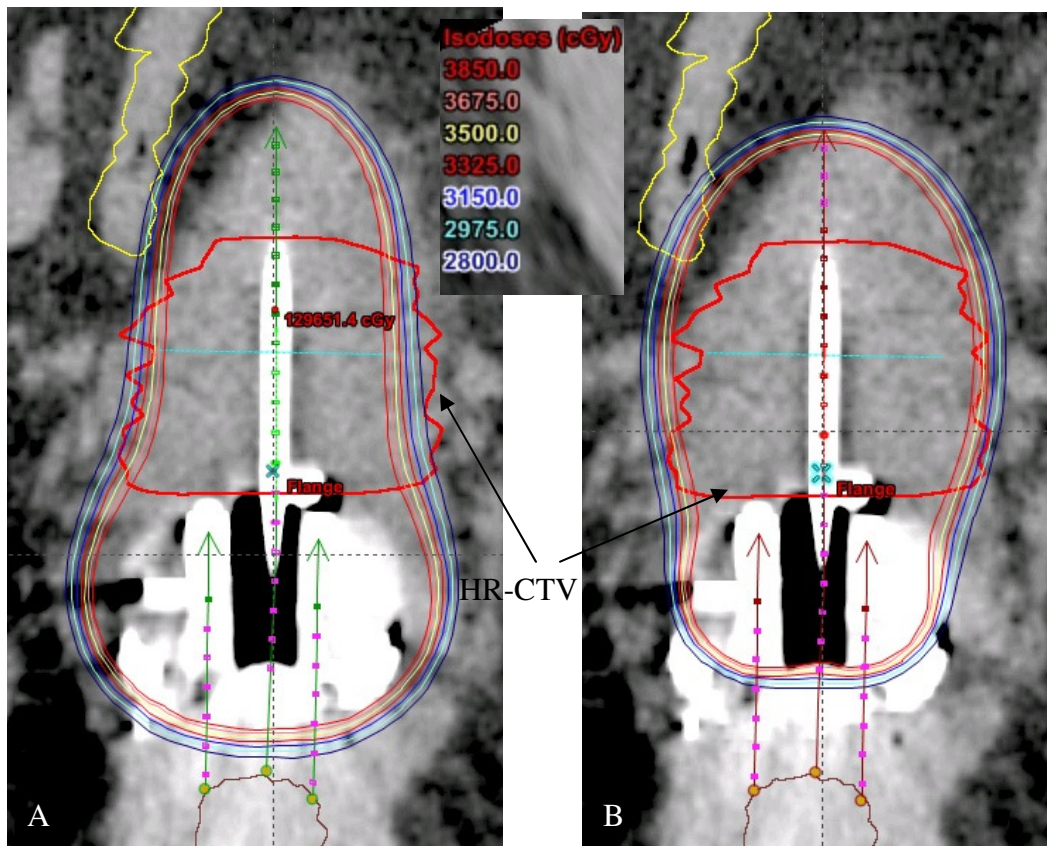 Isodoses (cGy)
3850.0
3675.0
3500.0
3325.0
3150.0
2975.0
2800.0
129651.4 cGy
Flange
Flange
HR-CTV
A
B